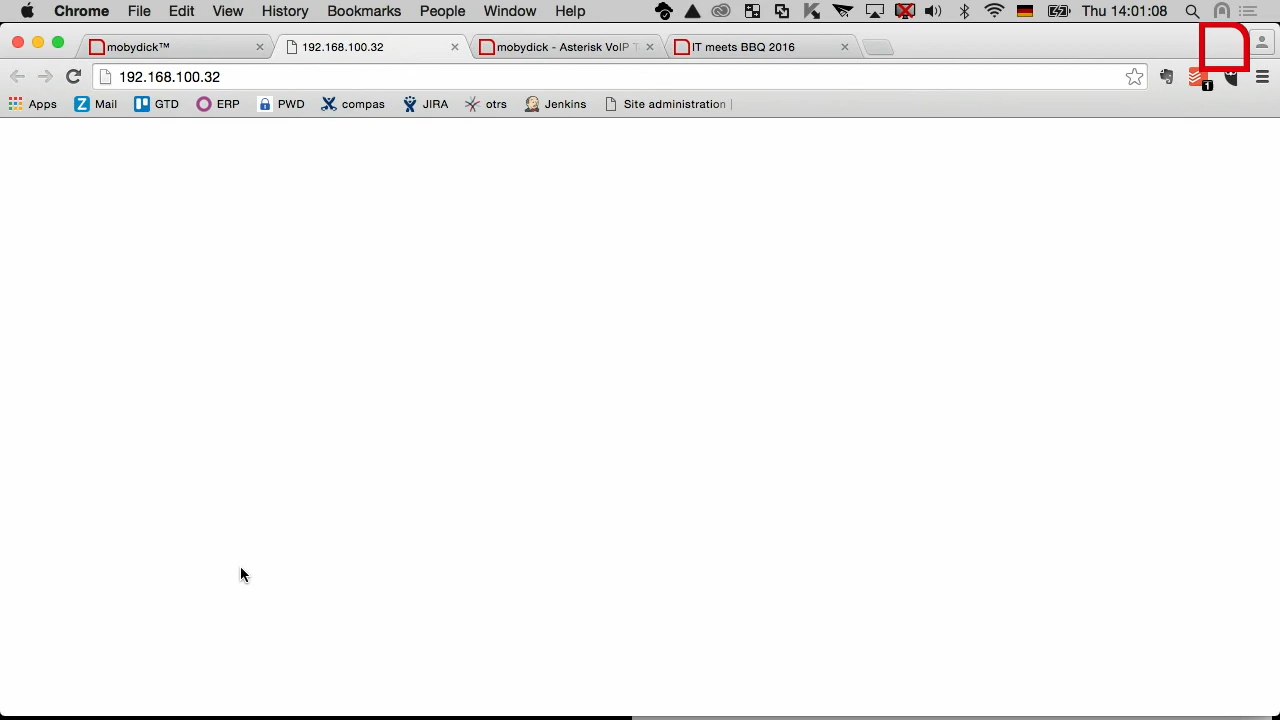 Chrome File Edit View History Bookmarks People Window Help Thu 14:01:08
mobydick™ 192.168.100.32 mobydick - Asterisk VoIP T IT meets BBQ 2016
192.168.100.32 1
Apps Mail GTD ERP PWD compas JIRA otrs Jenkins Site administration |